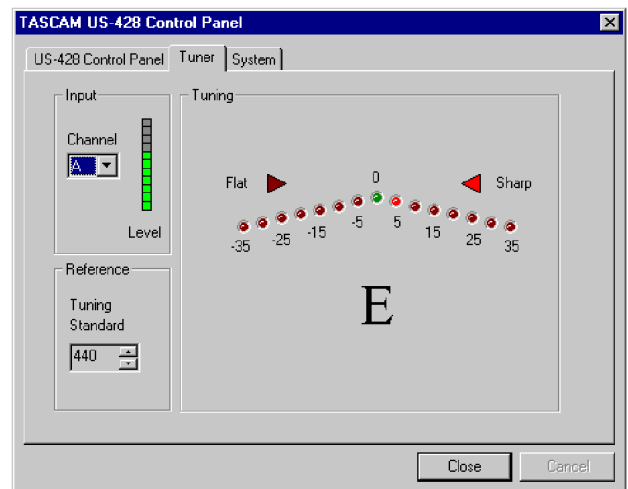 TASCAM US-428 Control Panel
US-428 Control Panel Tuner System
Input
Channel
A
Level
Reference
Tuning
Standard
440
Tuning
Flat 0 Sharp
-35 -25 -15 -5 5 15 25 35
E
Close Cancel